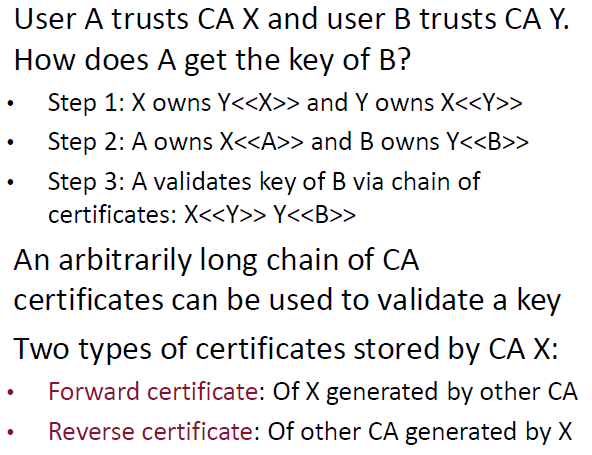 User A trusts CA X and user B trusts CA Y.
How does A get the key of B?
• Step 1: X owns Y<<X>> and Y owns X<<Y>>
• Step 2: A owns X<<A>> and B owns Y<<B>>
• Step 3: A validates key of B via chain of
certificates: X<<Y>> Y<<B>>
An arbitrarily long chain of CA
certificates can be used to validate a key
Two types of certificates stored by CA X:
• Forward certificate: Of X generated by other CA
• Reverse certificate: Of other CA generated by X